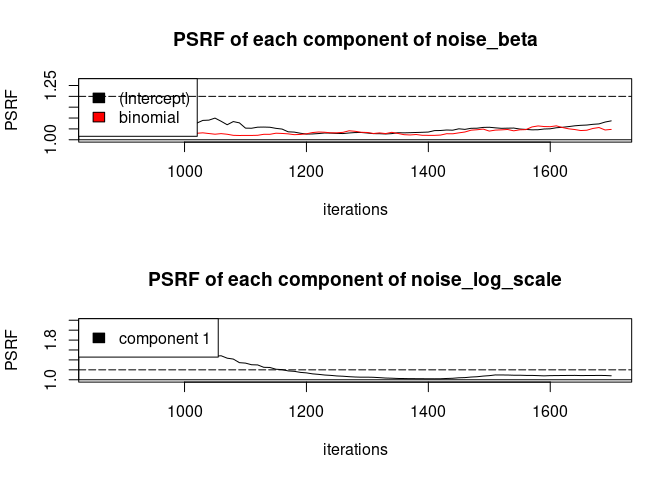 PSRF of each component of noise_beta
PSRF
1.25
1.00
(Intercept)
binomial
1000 1200 1400 1600
iterations
PSRF of each component of noise_log_scale
PSRF
1.8
1.0
component 1
1000 1200 1400 1600
iterations